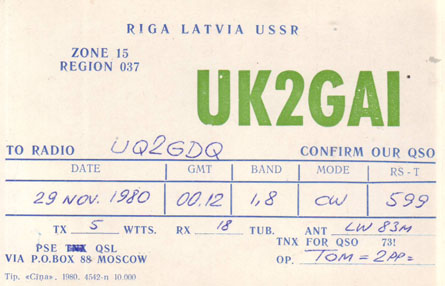 RIGA LATVIA USSR
ZONE 15
REGION 037
UK2GAI
TO RADIO UQ2GDQ CONFIRM OUR QSO
DATE GMT BAND MODE RS - T
29 NOV. 1980 00.12 1,8 CW 599
TX 5 WTTS. RX 18 TUB. ANT LW 83M
PSE TNX QSL TNX FOR QSO 73!
VIA P.O.BOX 88 MOSCOW OP. TOM = 2PP=
Tip. «Cīņa», 1980. 4542-n 10.000